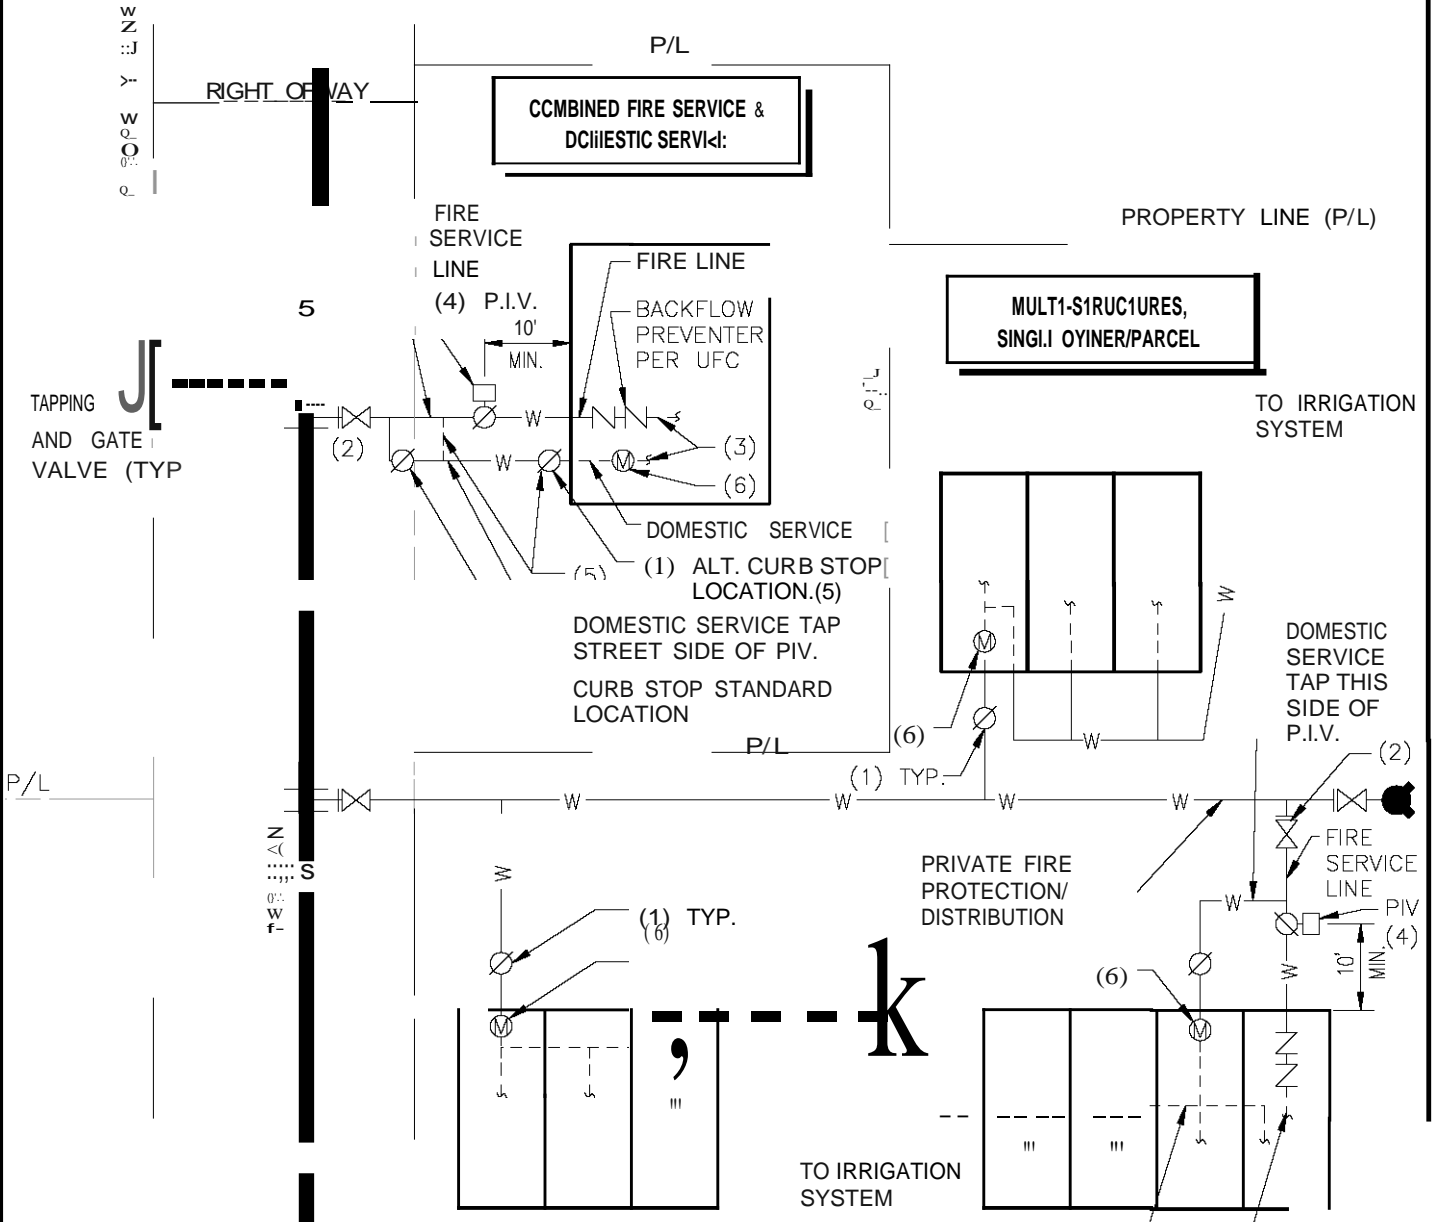 P/L
RIGHT OF WAY
CCMBINED FIRE SERVICE &
DCIiIESTIC SERVI<I:
PROPERTY LINE (P/L)
FIRE
SERVICE
LINE
(4) P.I.V.
10'
MIN.
FIRE LINE
BACKFLOW
PREVENTER
PER UFC
5
MULT1-S1RUC1URES,
SINGI.I OYINER/PARCEL
TO IRRIGATION
SYSTEM
TAPPING
AND GATE
VALVE (TYP
(2)
W
W
M
(3)
(6)
DOMESTIC SERVICE
(5)
(1) ALT. CURB STOP
LOCATION.(5)
DOMESTIC SERVICE TAP
STREET SIDE OF PIV.
CURB STOP STANDARD
LOCATION
W
M
DOMESTIC
SERVICE
TAP THIS
SIDE OF
P.I.V.
(6)
W
(2)
P/L
(1) TYP.
P/L
W
W
W
W
S
W
FIRE
SERVICE
LINE
PRIVATE FIRE
PROTECTION/
DISTRIBUTION
W
PIV
(4)
(1) TYP.
(6)
10'
MIN.
W
(6)
M
M
k
,
"'
"'
"'
TO IRRIGATION
SYSTEM